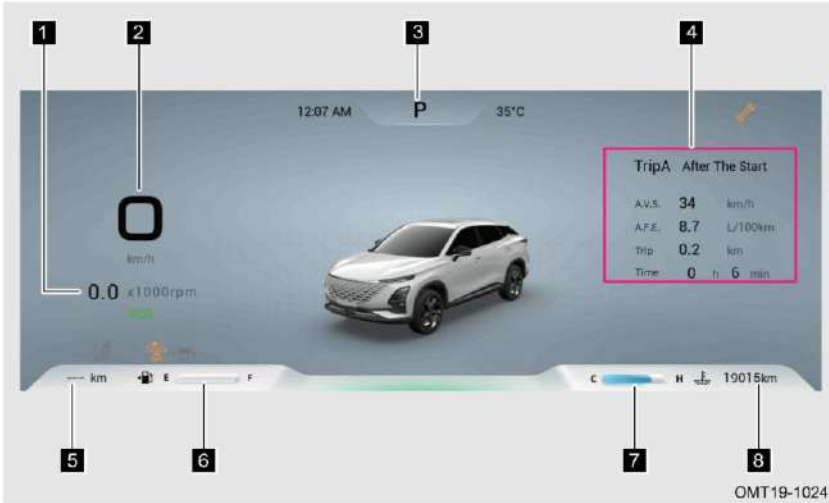 1 2 3 4
12:07 AM P 35°C
TripA After The Start
A.V.S. 34 km/h
A.F.E. 8.7 L/100km
Trip 0.2 km
Time 0 h 6 min
0
km/h
0.0 x1000rpm
--- km E F C H 19015km
5 6 7 8
OMT19-1024